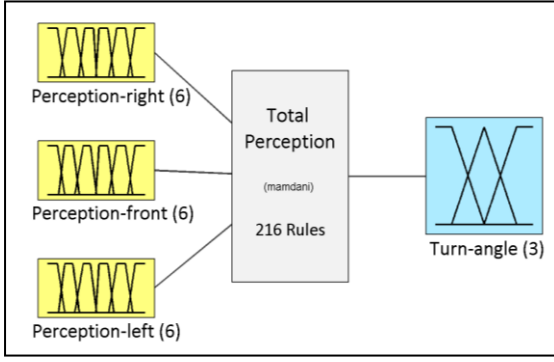 Perception-right (6)
Perception-front (6)
Perception-left (6)
Total
Perception
(mamdani)
216 Rules
Turn-angle (3)